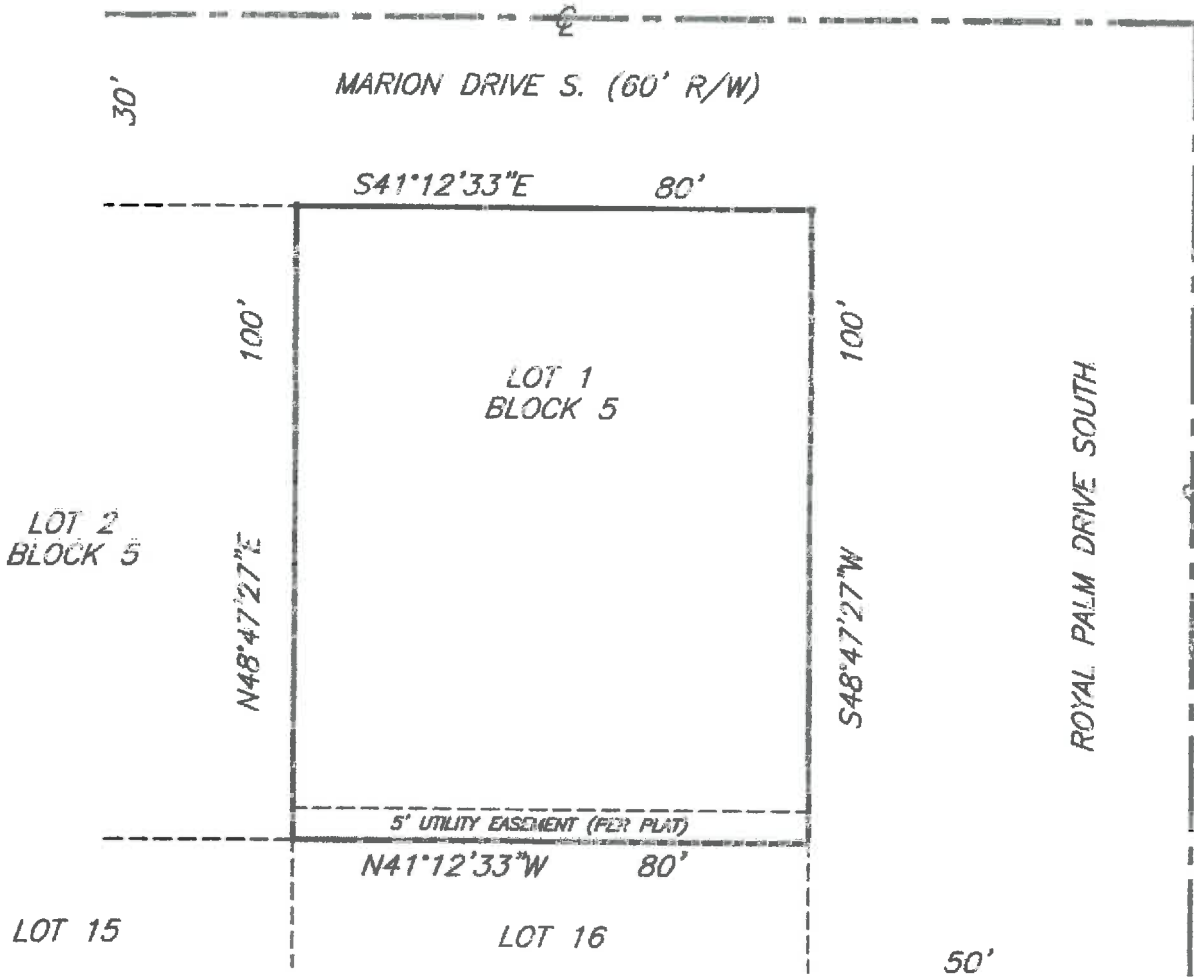 ℄
MARION DRIVE S. (60' R/W)
30'
S41°12'33"E 80'
100'
100'
LOT 1
BLOCK 5
LOT 2
BLOCK 5
N48°47'27"E
S48°47'27"W
ROYAL PALM DRIVE SOUTH
5' UTILITY EASEMENT (PER PLAT)
N41°12'33"W 80'
LOT 15
LOT 16
50'